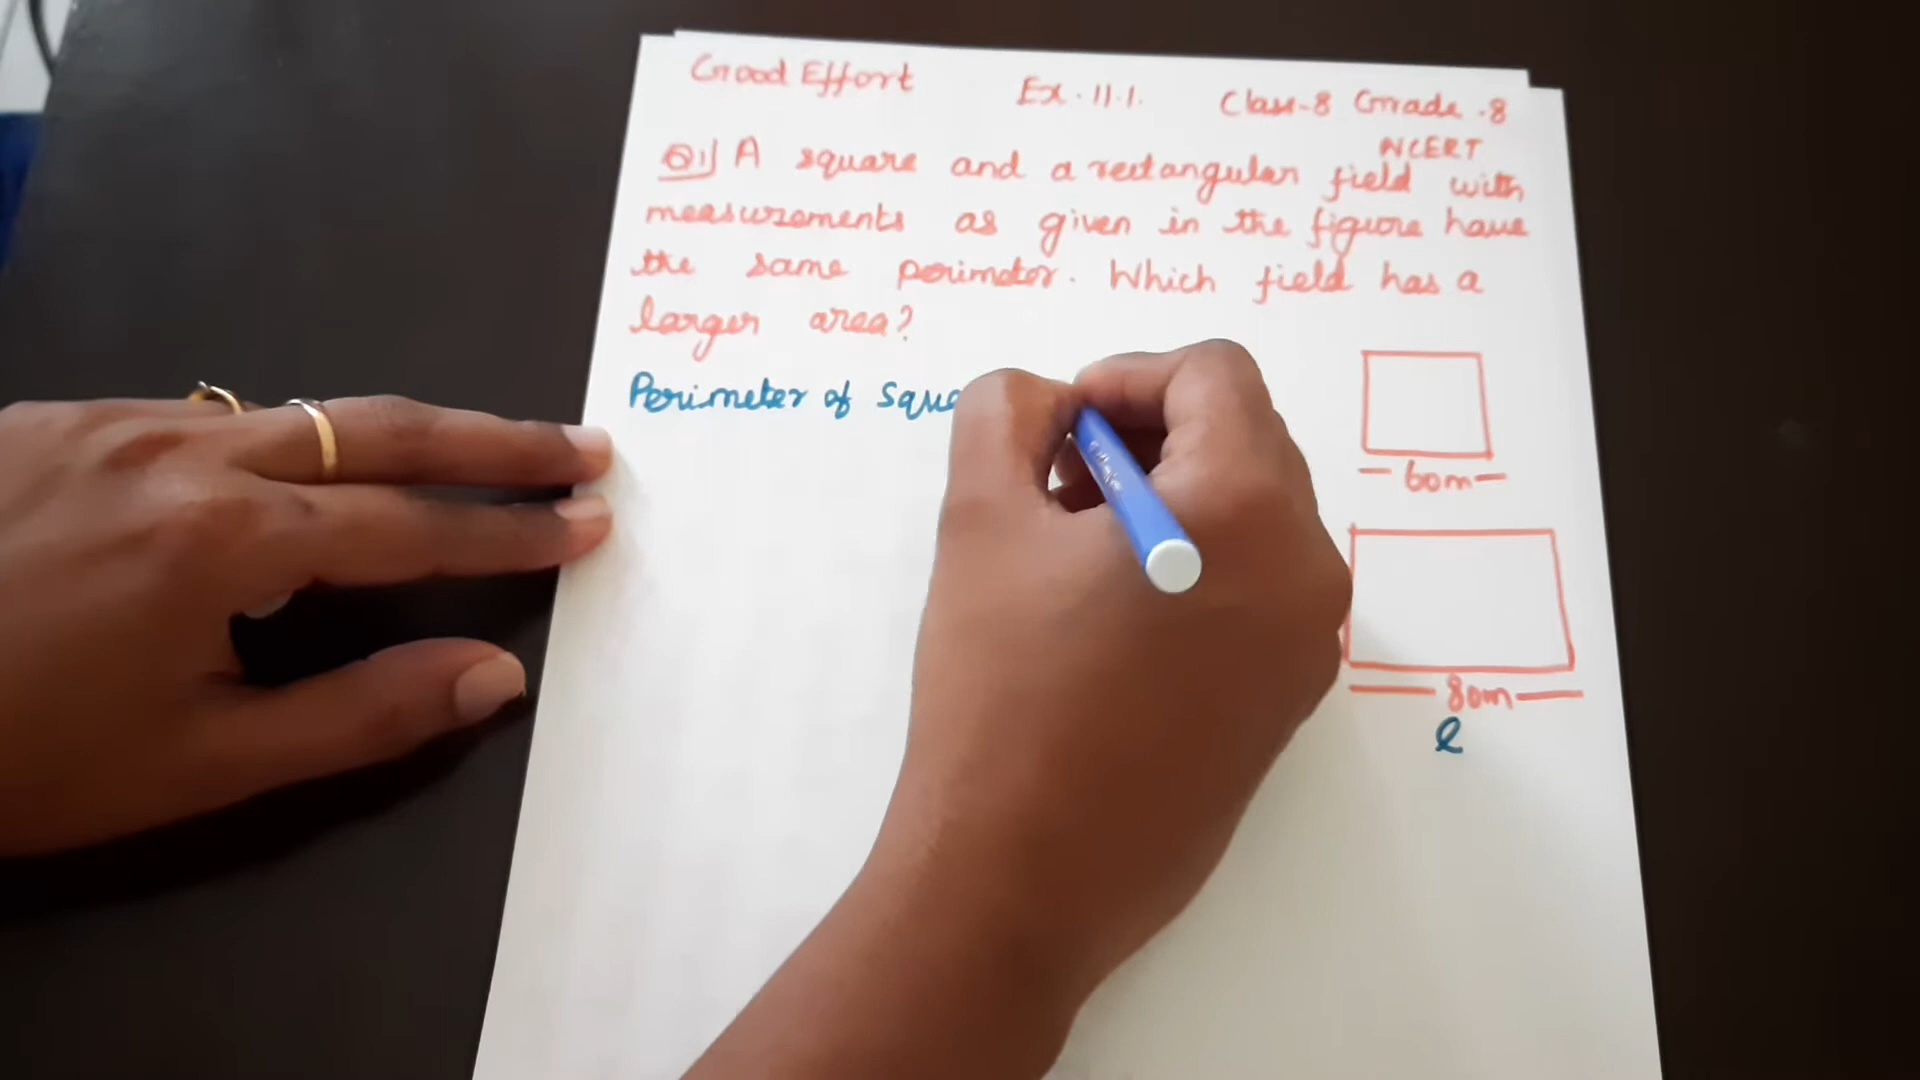 Good Effort Ex. 11.1. Class-8 Grade-8
NCERT
Q1) A square and a rectangular field with
measurements as given in the figure have
the same perimeter. Which field has a
larger area?
Perimeter of Squa
60m
80m
l